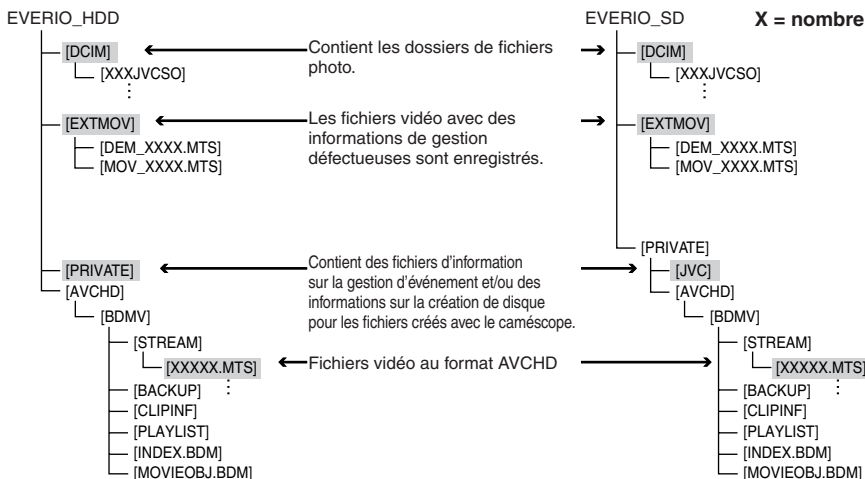 EVERIO_HDD
[DCIM]
[XXXJVCSO]
[EXTMOV]
[DEM_XXXX.MTS]
[MOV_XXXX.MTS]
[PRIVATE]
[AVCHD]
[BDMV]
[STREAM]
[XXXXX.MTS]
[BACKUP]
[CLIPINF]
[PLAYLIST]
[INDEX.BDM]
[MOVIEOBJ.BDM]
Contient les dossiers de fichiers
photo.
Les fichiers vidéo avec des
informations de gestion
défectueuses sont enregistrés.
Contient des fichiers d'information
sur la gestion d'événement et/ou des
informations sur la création de disque
pour les fichiers créés avec le caméscope.
Fichiers vidéo au format AVCHD
EVERIO_SD
X = nombre
[DCIM]
[XXXJVCSO]
[EXTMOV]
[DEM_XXXX.MTS]
[MOV_XXXX.MTS]
[PRIVATE]
[JVC]
[AVCHD]
[BDMV]
[STREAM]
[XXXXX.MTS]
[BACKUP]
[CLIPINF]
[PLAYLIST]
[INDEX.BDM]
[MOVIEOBJ.BDM]